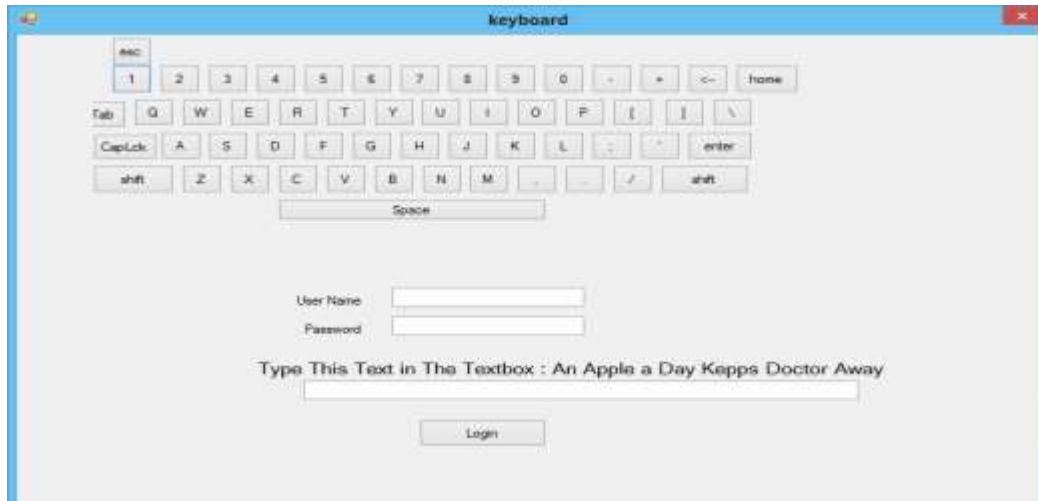 keyboard
esc
1 2 3 4 5 6 7 8 9 0 - + <-- home
Tab Q W E R T Y U I O P [ ] \
CapLck A S D F G H J K L ; ' enter
shift Z X C V B N M , . / shift
Space
User Name
Password
Type This Text in The Textbox : An Apple a Day Kepps Doctor Away
Login